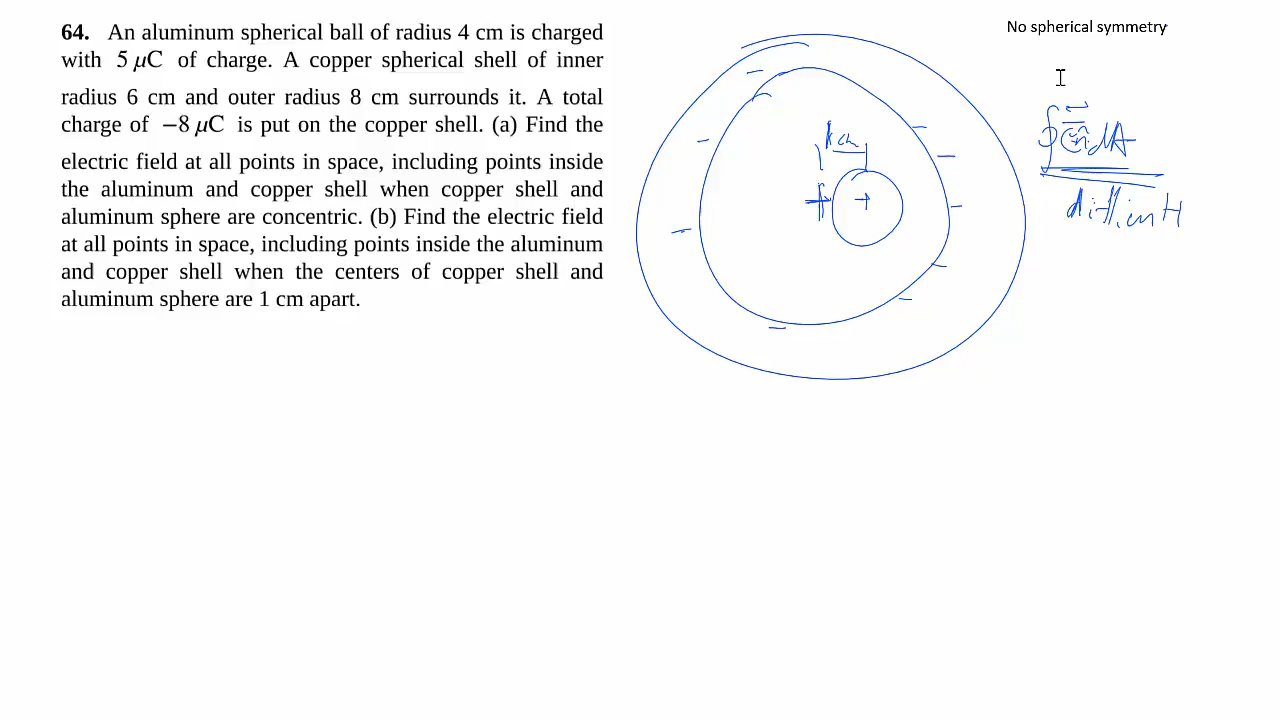 64. An aluminum spherical ball of radius 4 cm is charged
with 5 μC of charge. A copper spherical shell of inner
radius 6 cm and outer radius 8 cm surrounds it. A total
charge of −8 μC is put on the copper shell. (a) Find the
electric field at all points in space, including points inside
the aluminum and copper shell when copper shell and
aluminum sphere are concentric. (b) Find the electric field
at all points in space, including points inside the aluminum
and copper shell when the centers of copper shell and
aluminum sphere are 1 cm apart.
No spherical symmetry